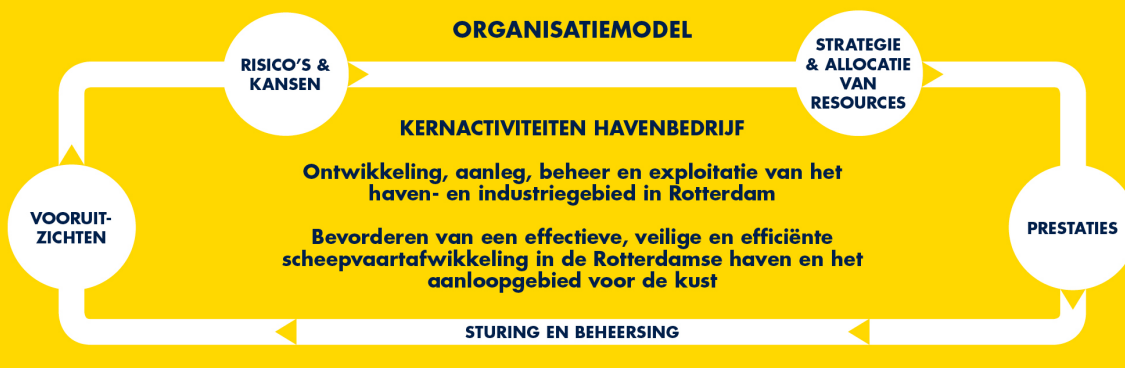 ORGANISATIEMODEL
RISICO'S &
KANSEN
STRATEGIE
& ALLOCATIE
VAN
RESOURCES
KERNACTIVITEITEN HAVENBEDRIJF
Ontwikkeling, aanleg, beheer en exploitatie van het
haven- en industriegebied in Rotterdam
Bevorderen van een effectieve, veilige en efficiënte
scheepvaartafwikkeling in de Rotterdamse haven en het
aanloopgebied voor de kust
VOORUIT-
ZICHTEN
PRESTATIES
STURING EN BEHEERSING